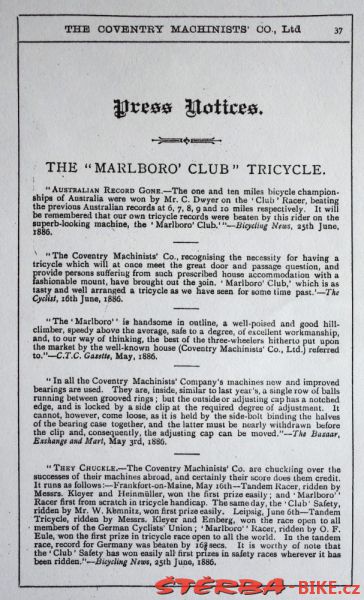 THE COVENTRY MACHINISTS' CO., Ltd 37
Press Notices.
THE "MARLBORO' CLUB" TRICYCLE.
"AUSTRALIAN RECORD GONE.—The one and ten miles bicycle champion-
ships of Australia were won by Mr. C. Dwyer on the 'Club' Racer, beating
the previous Australian records at 6, 7, 8, 9 and 10 miles respectively. It will
be remembered that our own tricycle records were beaten by this rider on the
superb-looking machine, the 'Marlboro' Club.'"—Bicycling News, 25th June,
1886.
"The Coventry Machinists' Co., recognising the necessity for having a
tricycle which will at once meet the great door and passage question, and
provide persons suffering from such prescribed house accommodation with a
fashionable mount, have brought out the join. 'Marlboro' Club,' which is as
tasty and well arranged a tricycle as we have seen for some time past.'—The
Cyclist, 16th June, 1886.
"The 'Marlboro'' is handsome in outline, a well-poised and good hill-
climber, speedy above the average, safe to a degree, of excellent workmanship,
and, to our way of thinking, the best of the three-wheelers hitherto put upon
the market by the well-known house (Coventry Machinists' Co., Ltd.) referred
to."—C.T.C. Gazette, May, 1886.
"In all the Coventry Machinists' Company's machines new and improved
bearings are used. They are, inside, similar to last year's, a single row of balls
running between grooved rings; but the outside or adjusting cap has a notched
edge, and is locked by a side clip at the required degree of adjustment. It
cannot, however, come loose, as it is held by the side-bolt binding the halves
of the bearing case together, and the latter must be nearly withdrawn before
the clip and, consequently, the adjusting cap can be moved."—The Bazaar,
Exchange and Mart, May 3rd, 1886.
"THEY CHUCKLE.—The Coventry Machinists' Co. are chuckling over the
successes of their machines abroad, and certainly their score does them credit.
It runs as follows:—Frankfort-on-Maine, May 16th—Tandem Racer, ridden by
Messrs. Kleyer and Heinmüller, won the first prize easily; and 'Marlboro''
Racer first from scratch in tricycle handicap. The same day, the 'Club' Safety,
ridden by Mr. W. Kemnitz, won first prize easily. Leipsig, June 6th—Tandem
Tricycle, ridden by Messrs. Kleyer and Emberg, won the race open to all
members of the German Cyclists' Union; 'Marlboro'' Racer, ridden by O. F.
Eule, won the first prize in tricycle race open to all the world. In the tandem
race, record for Germany was beaten by secs. It is worthy of note that
the 'Club' Safety has won easily all first prizes in safety races wherever it has
been ridden."—Bicycling News, 25th June, 1886.
ŠTĚRBA-BIKE.cz